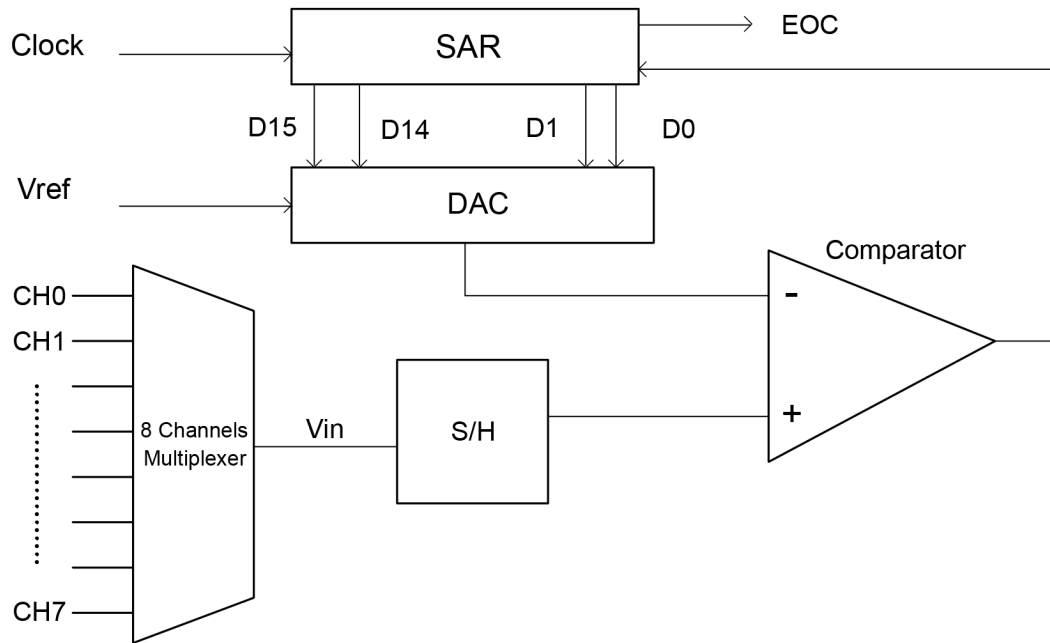 Clock
SAR
EOC
D15
D14
D1
D0
Vref
DAC
Comparator
CH0
CH1
-
+
8 Channels
Multiplexer
Vin
S/H
CH7